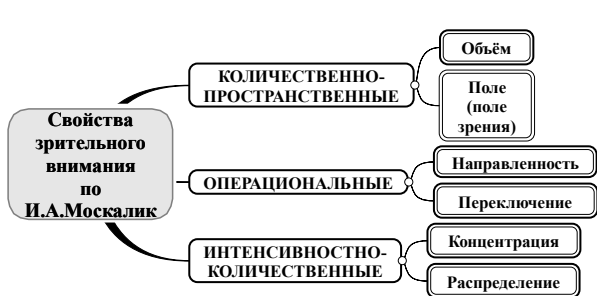 Свойства
зрительного
внимания
по
И.А.Москалик
КОЛИЧЕСТВЕННО-
ПРОСТРАНСТВЕННЫЕ
Объём
Поле
(поле
зрения)
ОПЕРАЦИОНАЛЬНЫЕ
Направленность
Переключение
ИНТЕНСИВНОСТНО-
КОЛИЧЕСТВЕННЫЕ
Концентрация
Распределение